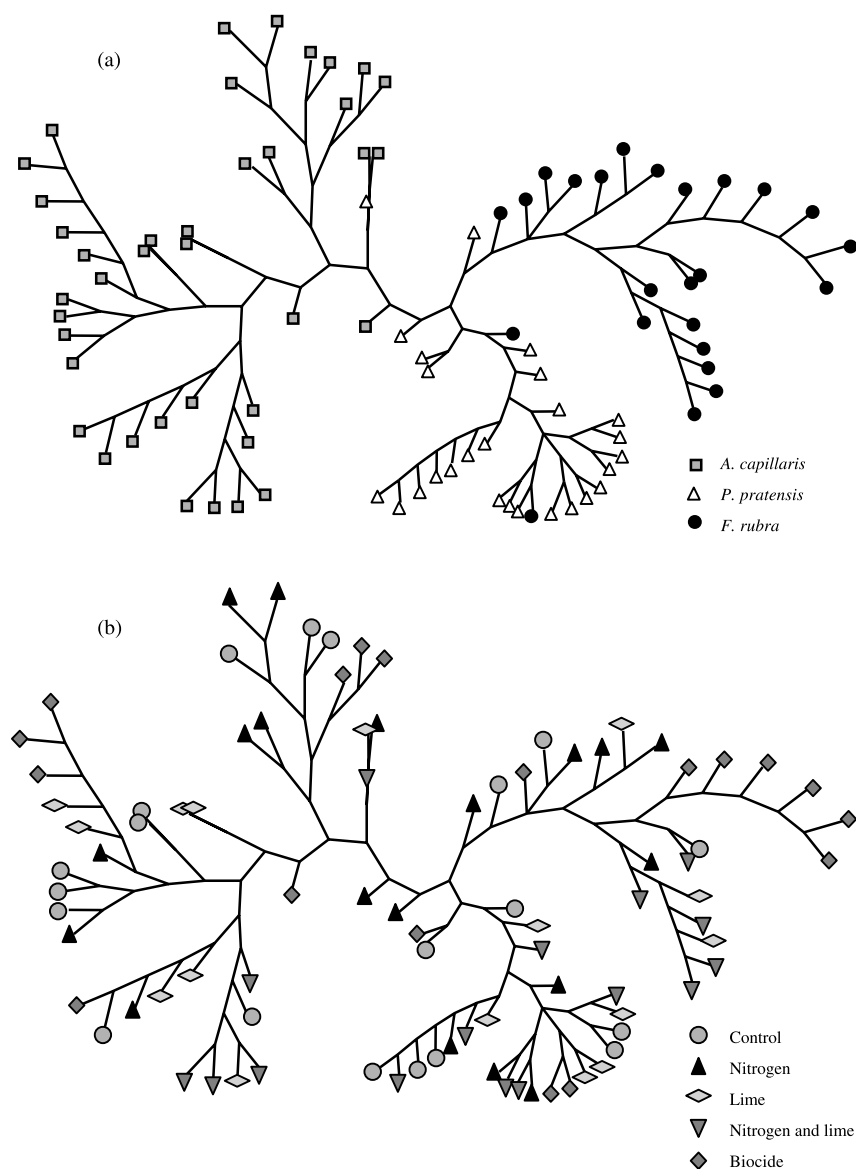 (a)
A. capillaris
P. pratensis
F. rubra
(b)
Control
Nitrogen
Lime
Nitrogen and lime
Biocide